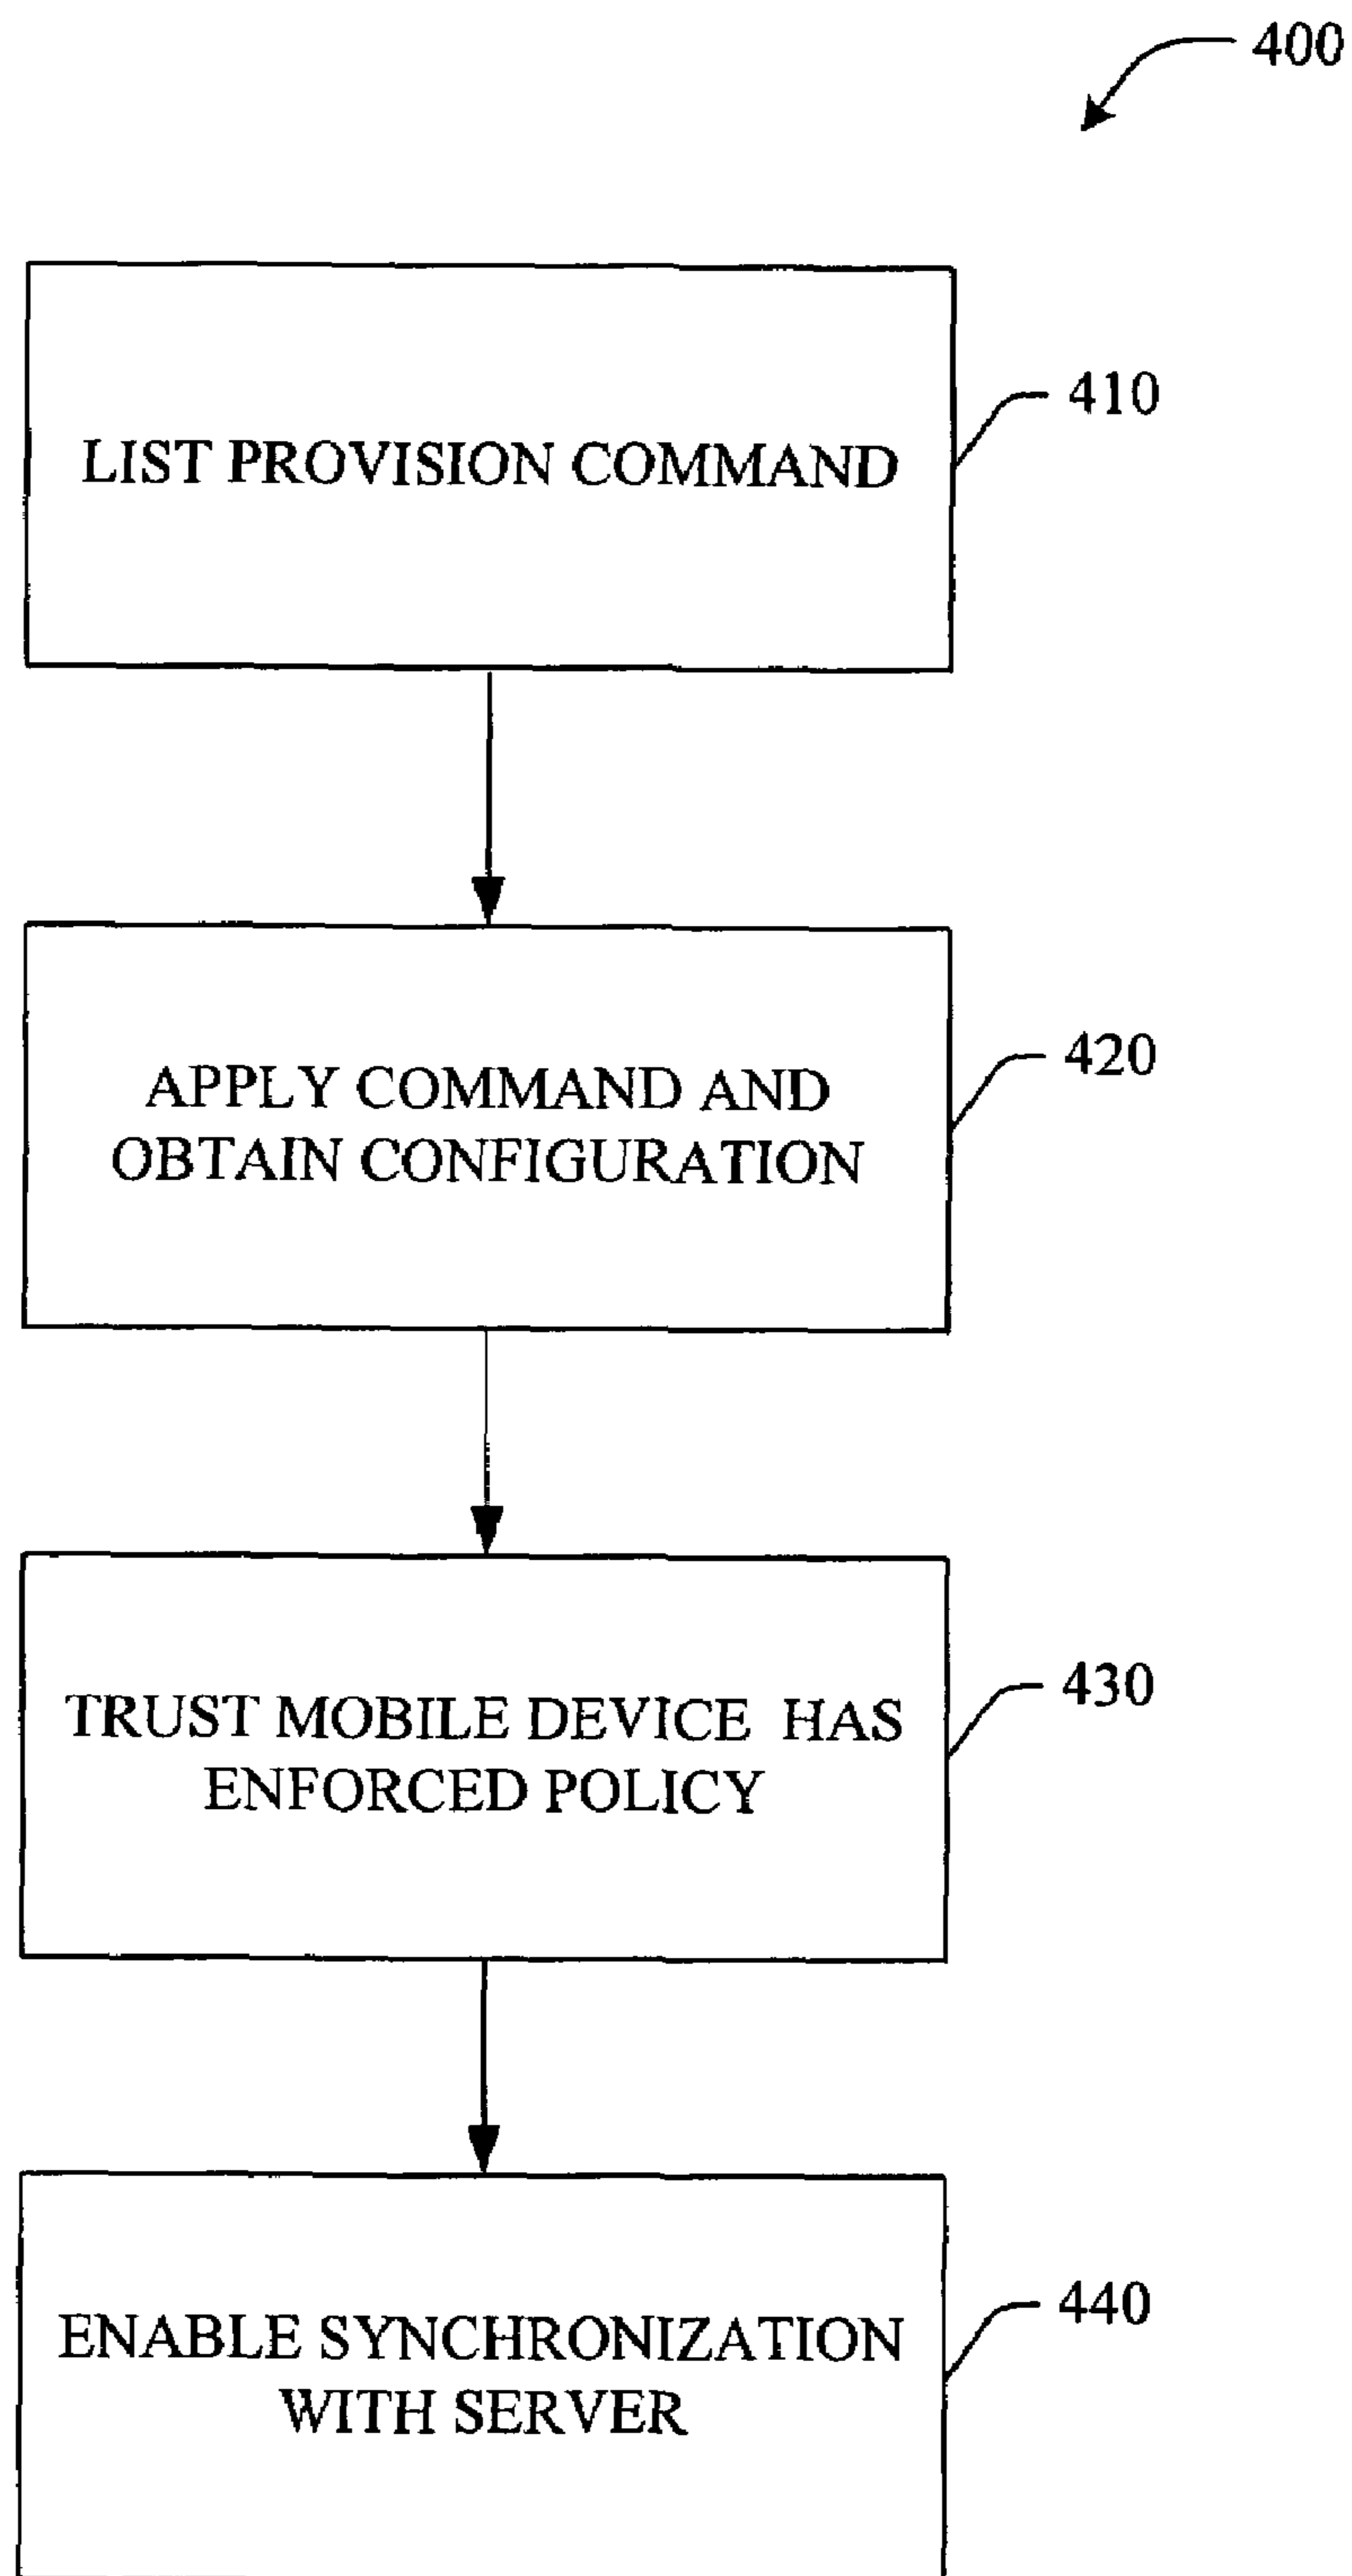 400
LIST PROVISION COMMAND
410
APPLY COMMAND AND
OBTAIN CONFIGURATION
420
TRUST MOBILE DEVICE HAS
ENFORCED POLICY
430
ENABLE SYNCHRONIZATION
WITH SERVER
440